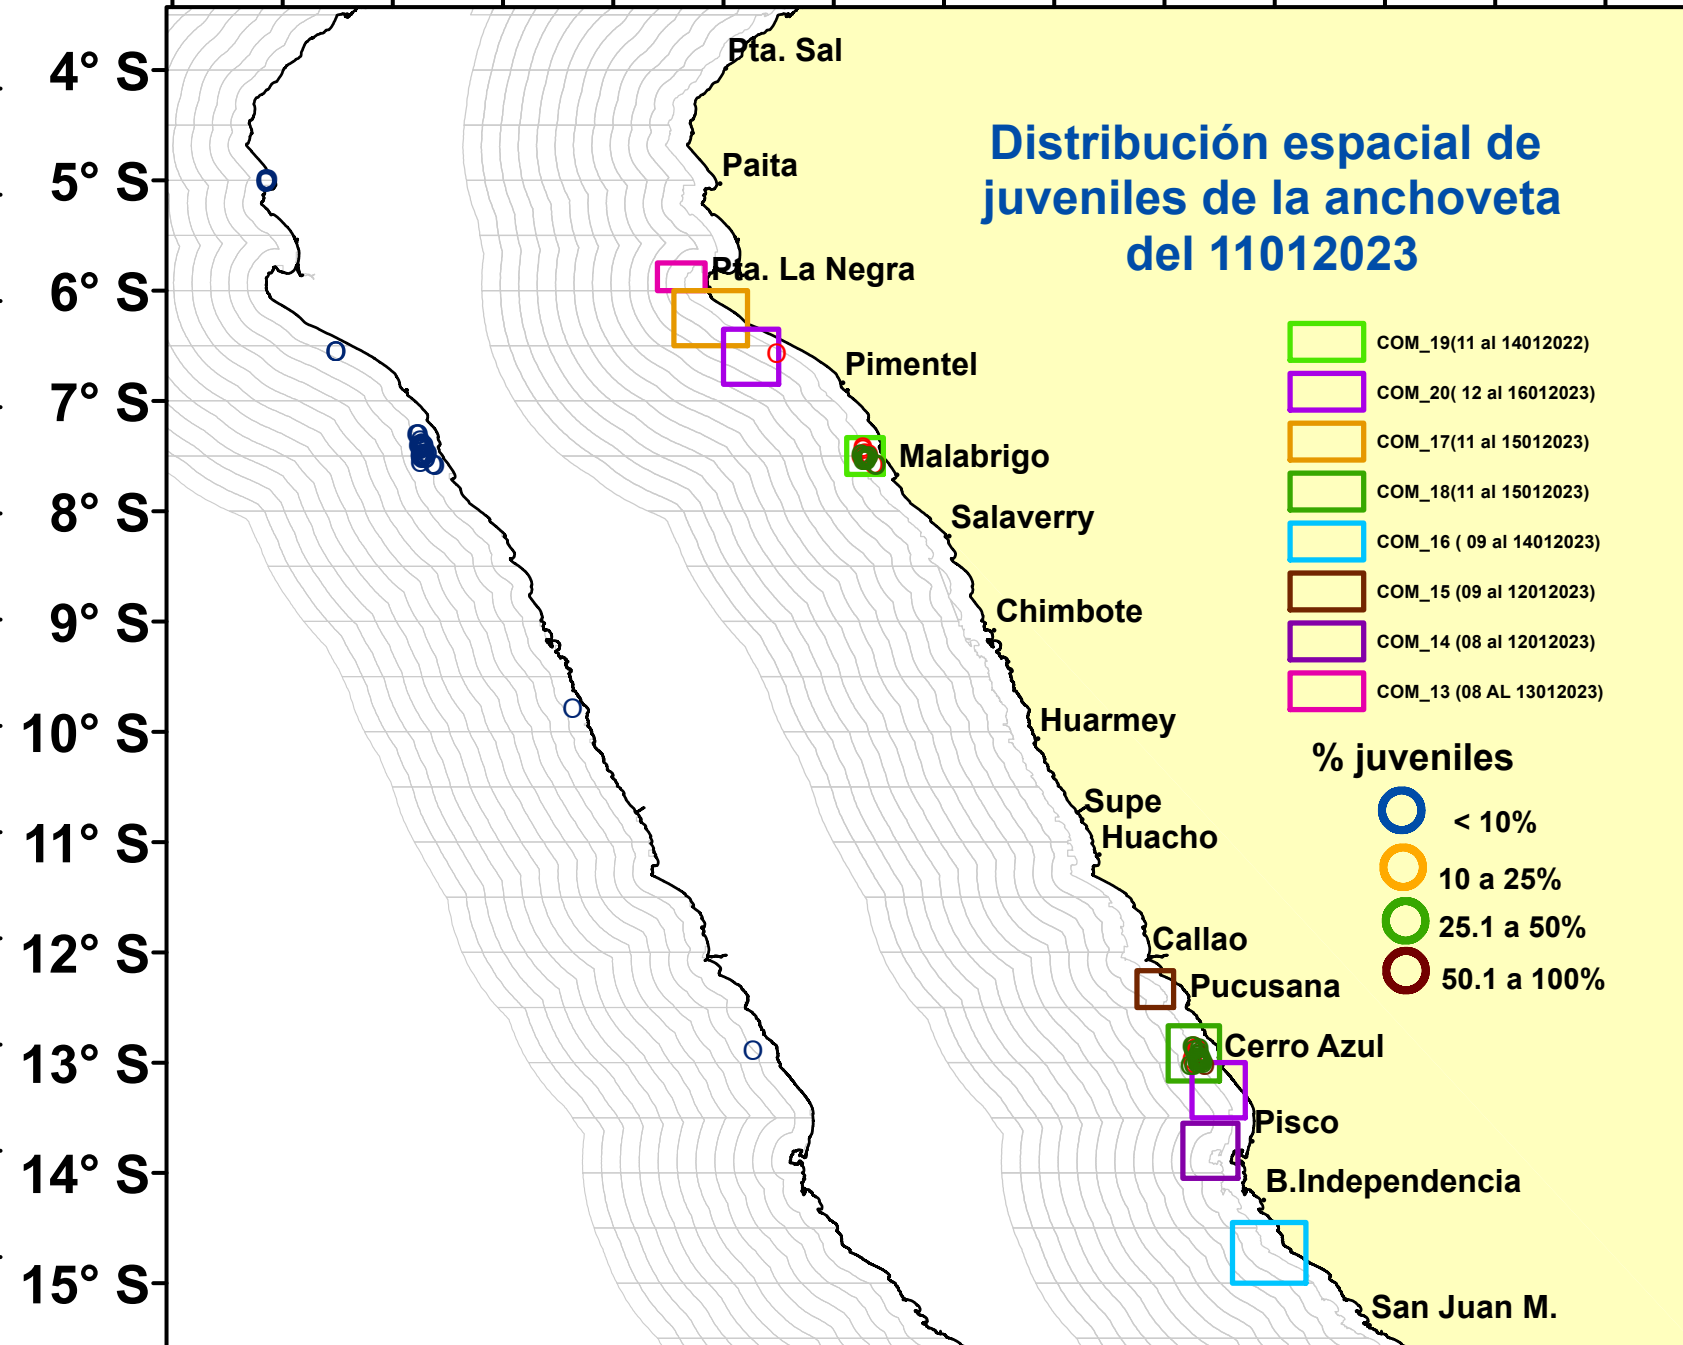 4° S
5° S
6° S
7° S
8° S
9° S
10° S
11° S
12° S
13° S
14° S
15° S
Pta. Sal
Paita
Pta. La Negra
Pimentel
Malabrigo
Salaverry
Chimbote
Huarmey
Supe
Huacho
Callao
Pucusana
Cerro Azul
Pisco
B.Independencia
San Juan M.
Distribución espacial de
juveniles de la anchoveta
del 11012023
COM_19(11 al 14012022)
COM_20( 12 al 16012023)
COM_17(11 al 15012023)
COM_18(11 al 15012023)
COM_16 ( 09 al 14012023)
COM_15 (09 al 12012023)
COM_14 (08 al 12012023)
COM_13 (08 AL 13012023)
% juveniles
< 10%
10 a 25%
25.1 a 50%
50.1 a 100%